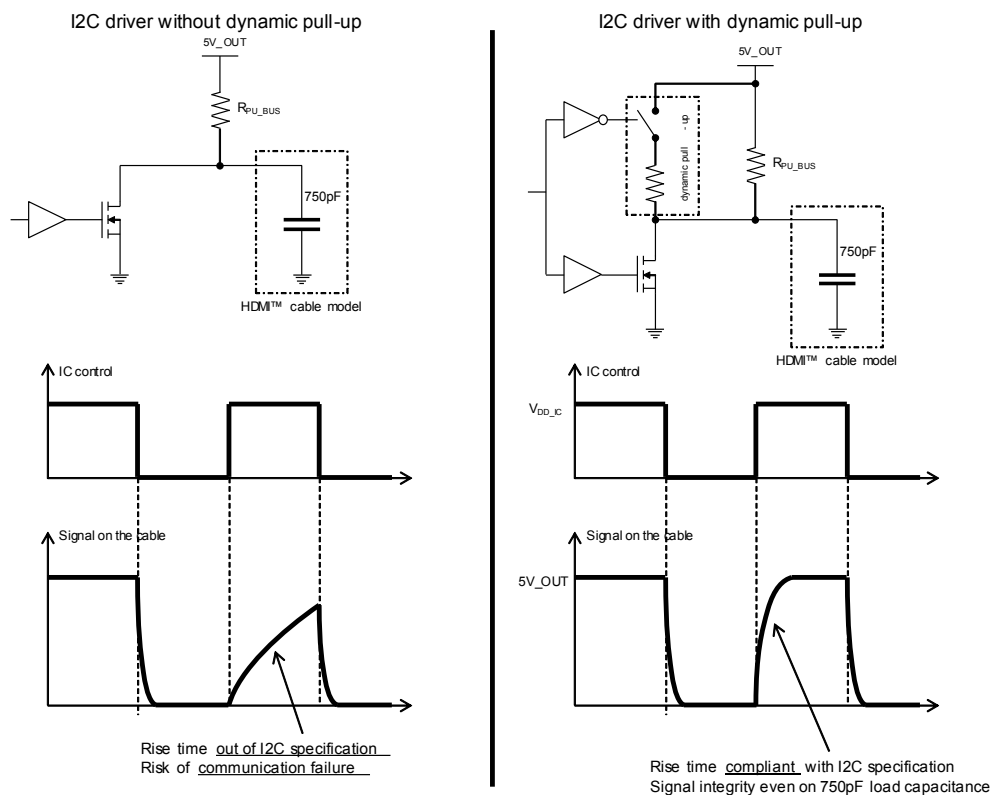 I2C driver without dynamic pull-up
5V_OUT
RPU_BUS
750pF
HDMI™ cable model
IC control
Signal on the cable
Rise time out of I2C specification
Risk of communication failure
I2C driver with dynamic pull-up
5V_OUT
dynamic pull - up
RPU_BUS
750pF
HDMI™ cable model
IC control
VDD_IC
Signal on the cable
5V_OUT
Rise time compliant with I2C specification
Signal integrity even on 750pF load capacitance